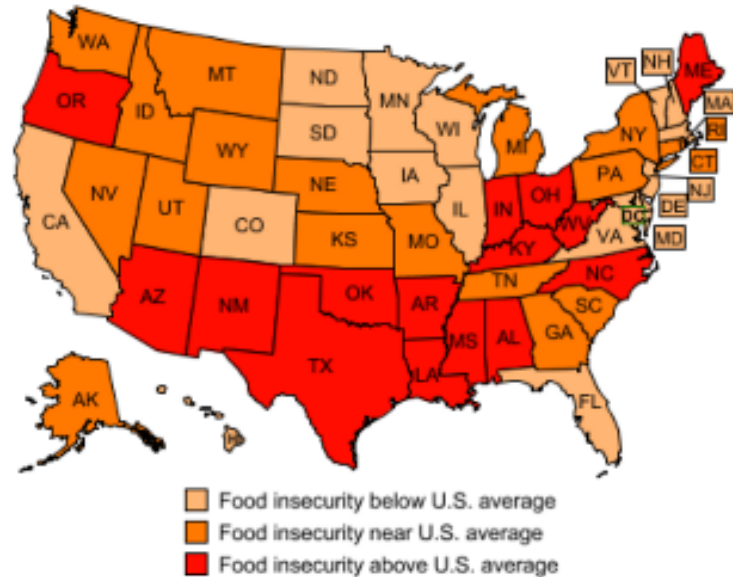 WA
MT
ND
MN
VT
NH
ME
OR
ID
SD
WI
MA
WY
MI
NY
RI
CT
NV
NE
IA
PA
NJ
UT
IL
IN
OH
DE
CA
CO
DC
KS
MO
WV
VA
MD
KY
AZ
NM
OK
AR
TN
NC
SC
MS
AL
GA
TX
LA
AK
FL
Food insecurity below U.S. average
Food insecurity near U.S. average
Food insecurity above U.S. average